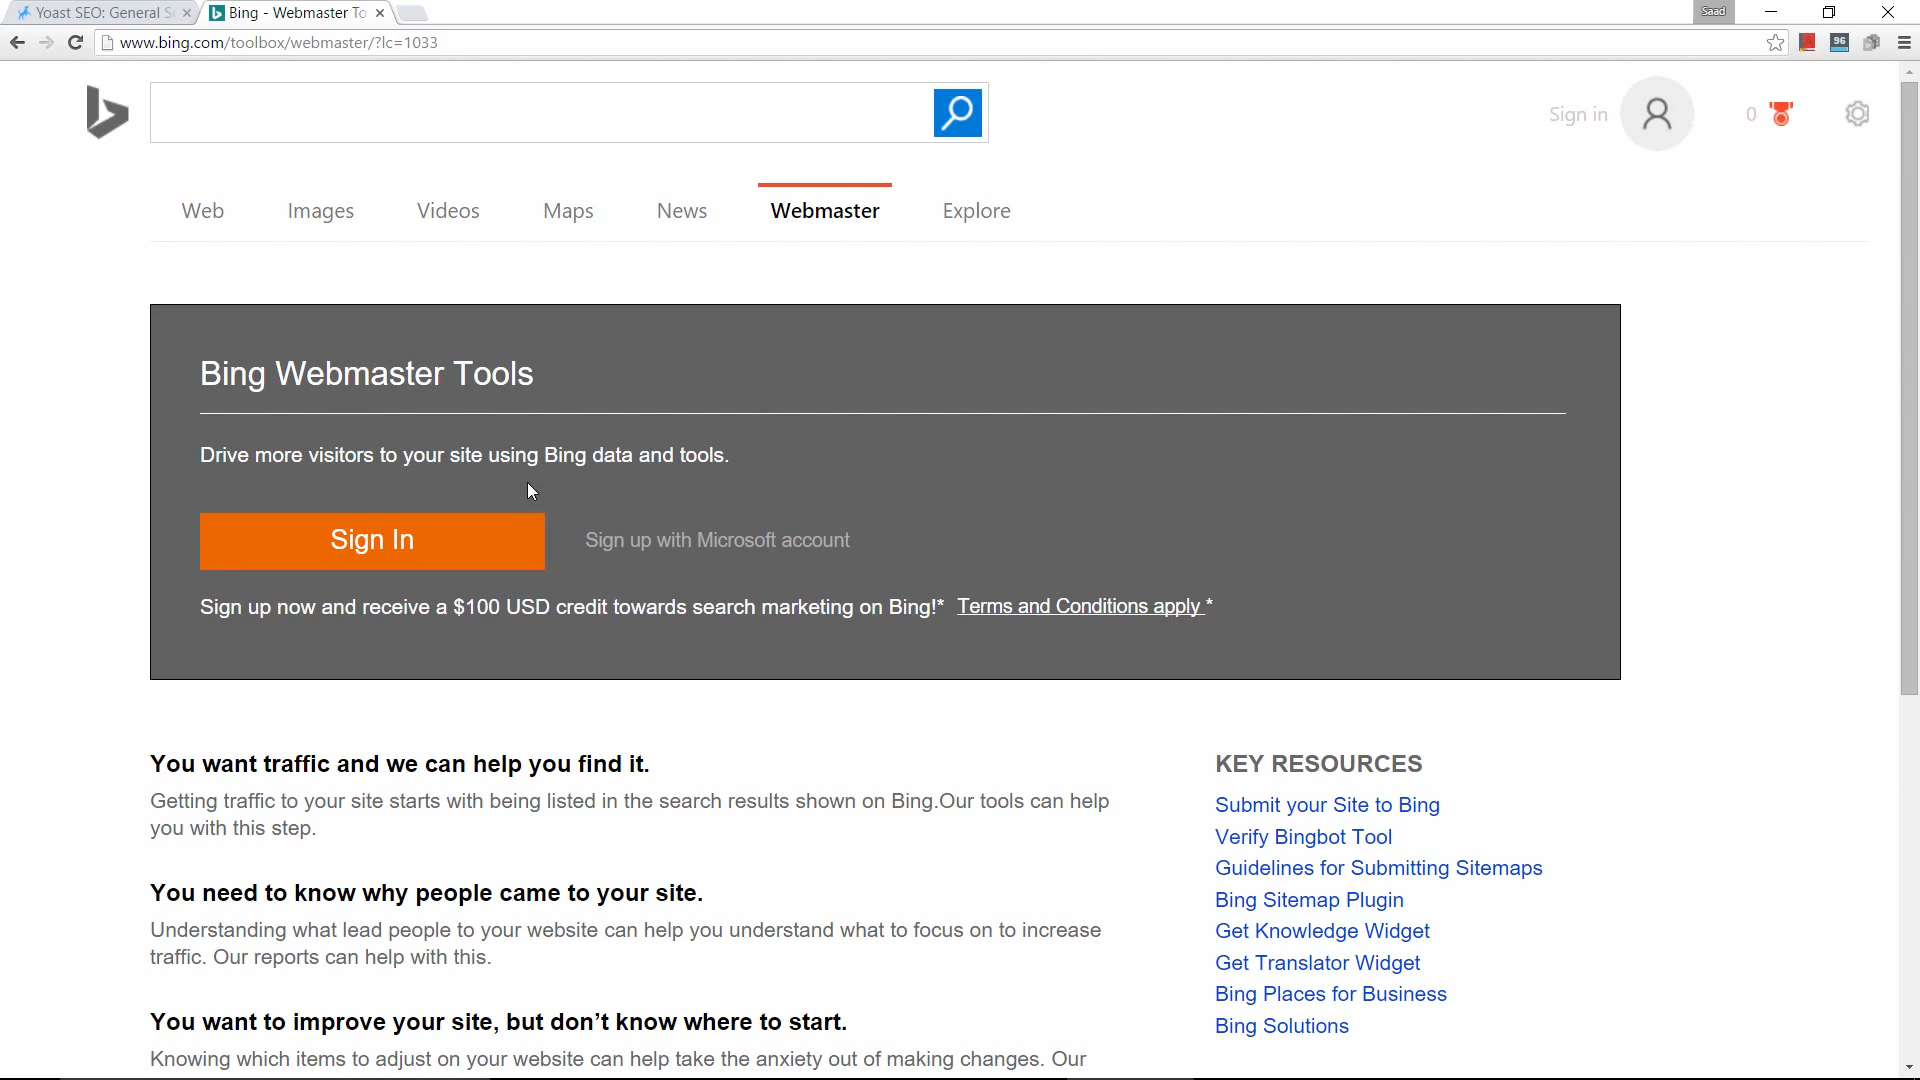 Yoast SEO: General S
Bing - Webmaster To
Saad
www.bing.com/toolbox/webmaster/?lc=1033
96
Sign in
0
Web
Images
Videos
Maps
News
Webmaster
Explore
Bing Webmaster Tools
Drive more visitors to your site using Bing data and tools.
Sign In
Sign up with Microsoft account
Sign up now and receive a $100 USD credit towards search marketing on Bing!* Terms and Conditions apply *
You want traffic and we can help you find it.
Getting traffic to your site starts with being listed in the search results shown on Bing.Our tools can help
you with this step.
You need to know why people came to your site.
Understanding what lead people to your website can help you understand what to focus on to increase
traffic. Our reports can help with this.
You want to improve your site, but don’t know where to start.
Knowing which items to adjust on your website can help take the anxiety out of making changes. Our
KEY RESOURCES
Submit your Site to Bing
Verify Bingbot Tool
Guidelines for Submitting Sitemaps
Bing Sitemap Plugin
Get Knowledge Widget
Get Translator Widget
Bing Places for Business
Bing Solutions